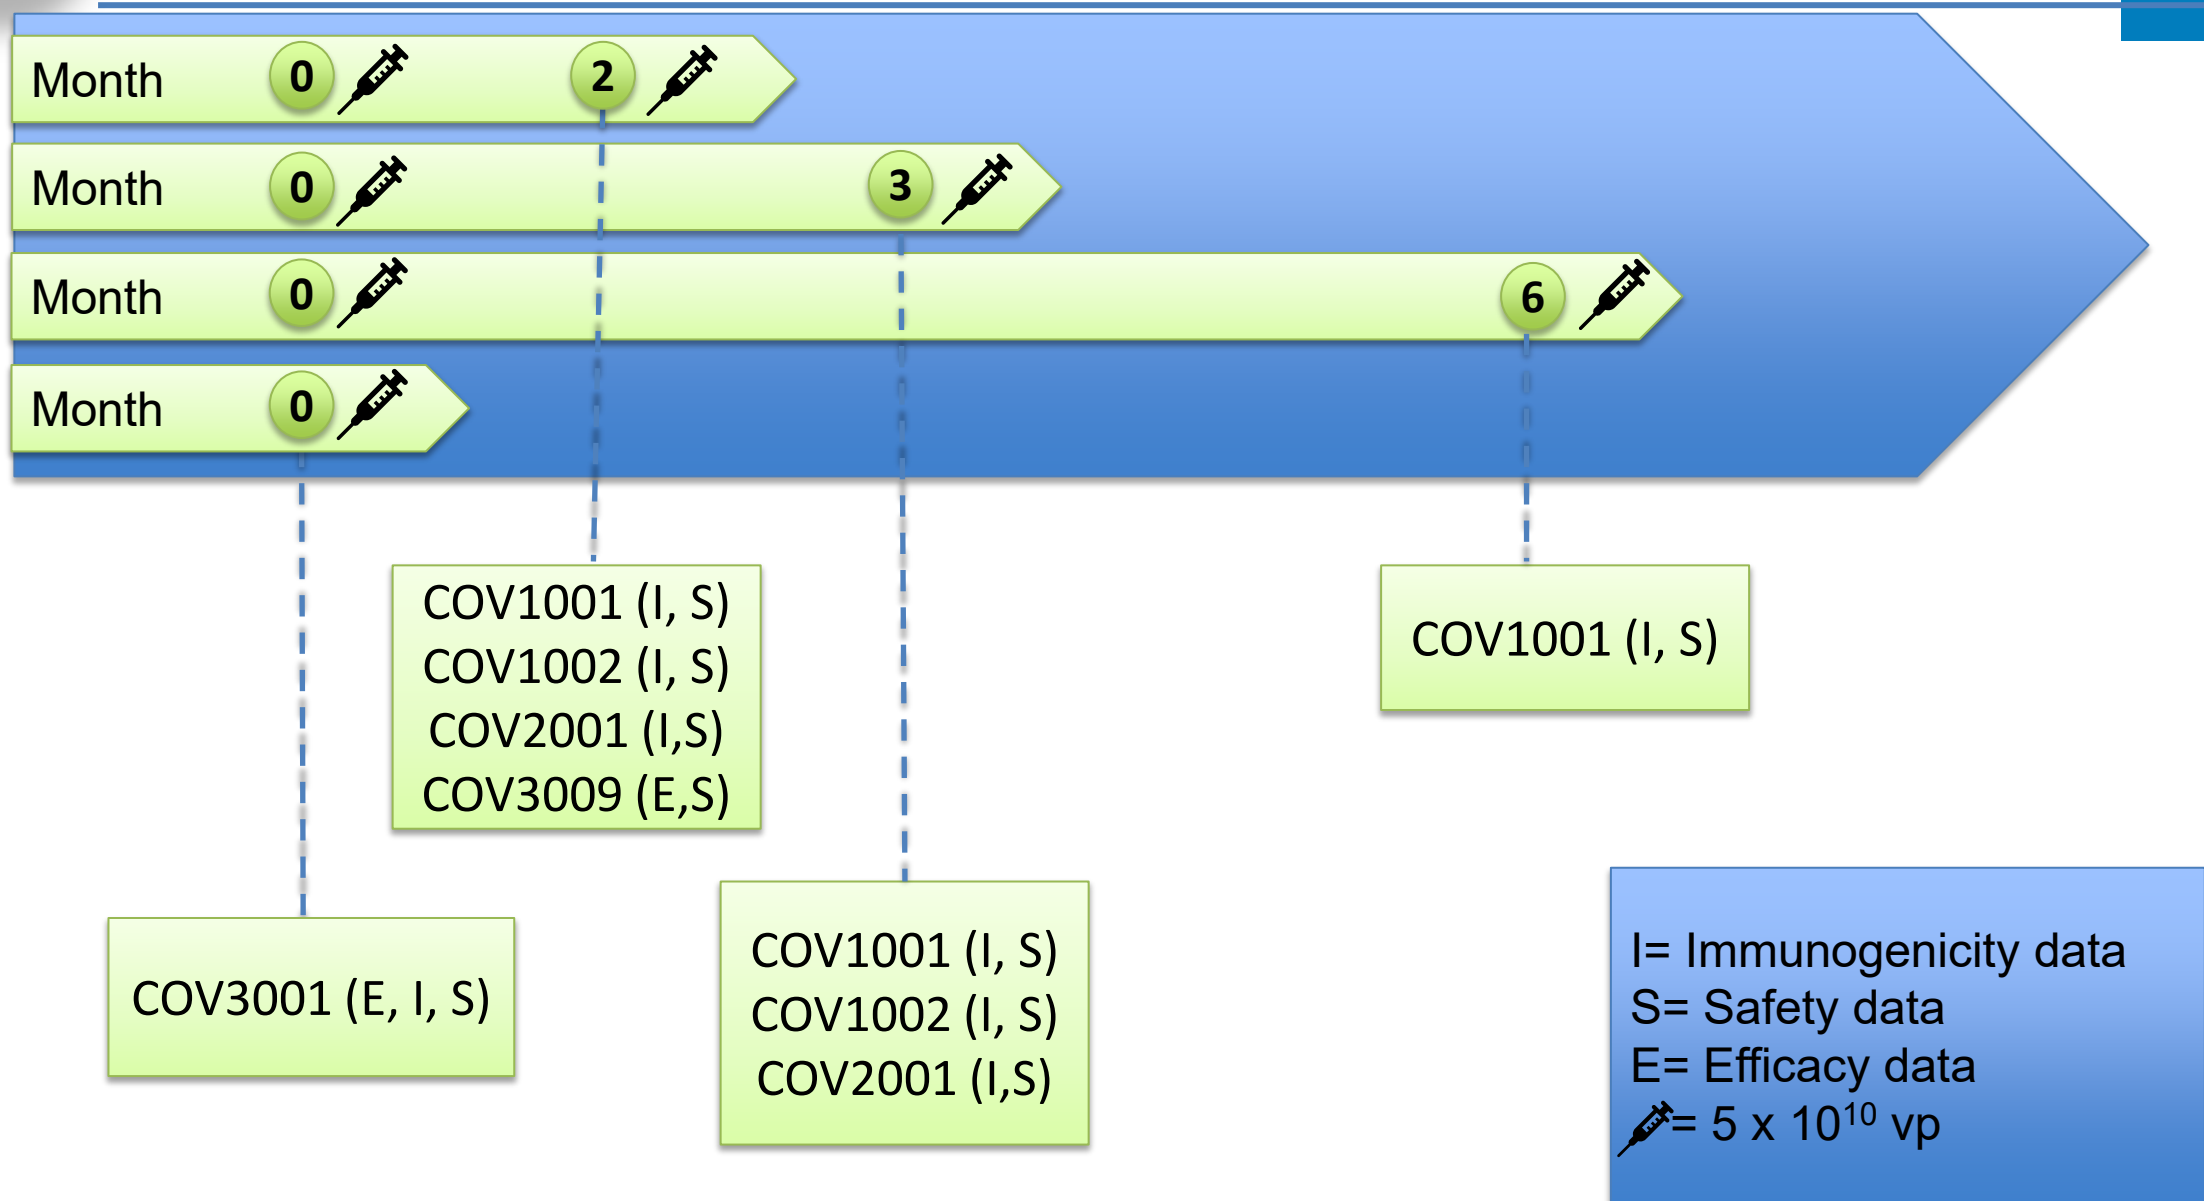 Month 0 2
Month 0 3
Month 0 6
Month 0
COV1001 (I, S)
COV1002 (I, S)
COV2001 (I,S)
COV3009 (E,S)
COV1001 (I, S)
COV3001 (E, I, S)
COV1001 (I, S)
COV1002 (I, S)
COV2001 (I,S)
I= Immunogenicity data
S= Safety data
E= Efficacy data
= 5 x 10¹⁰ vp